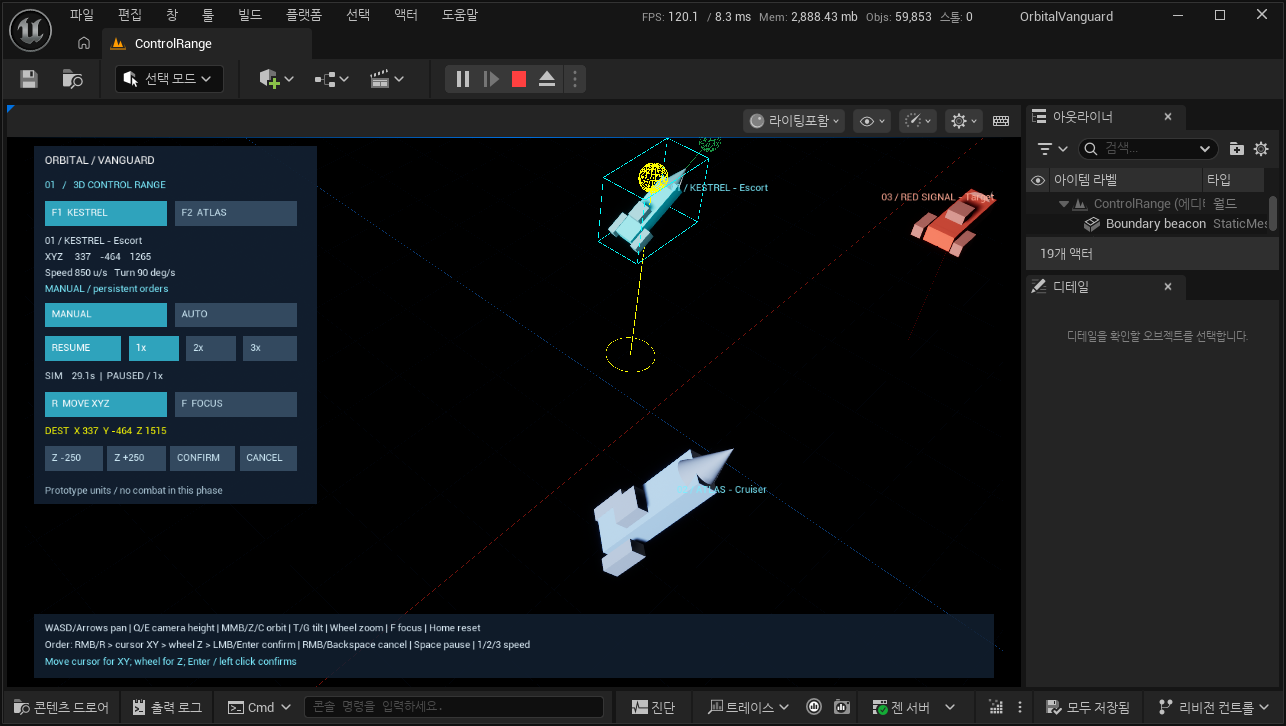 파일 편집 창 툴 빌드 플랫폼 선택 액터 도움말 FPS: 120.1 / 8.3 ms Mem: 2,888.43 mb Objs: 59,853 스톨: 0 OrbitalVanguard
ControlRange
선택 모드
라이팅포함
아웃라이너
검색...
아이템 라벨 타입
ControlRange (에디 월드
Boundary beacon StaticMes
19개 액터
디테일
디테일을 확인할 오브젝트를 선택합니다.
ORBITAL / VANGUARD
01 / 3D CONTROL RANGE
F1 KESTREL F2 ATLAS
01 / KESTREL - Escort
XYZ 337 -464 1265
Speed 850 u/s Turn 90 deg/s
MANUAL / persistent orders
MANUAL AUTO
RESUME 1x 2x 3x
SIM 29.1s | PAUSED / 1x
R MOVE XYZ F FOCUS
DEST X 337 Y -464 Z 1515
Z -250 Z +250 CONFIRM CANCEL
Prototype units / no combat in this phase
/ KESTREL - Escort
03 / RED SIGNAL - Target
- Cruiser
WASD/Arrows pan | Q/E camera height | MMB/Z/C orbit | T/G tilt | Wheel zoom | F focus | Home reset
Order: RMB/R > cursor XY > wheel Z > LMB/Enter confirm | RMB/Backspace cancel | Space pause | 1/2/3 speed
Move cursor for XY; wheel for Z; Enter / left click confirms
콘텐츠 드로어 출력 로그 Cmd 콘솔 명령을 입력하세요. 진단 트레이스 젠 서버 모두 저장됨 리비전 컨트롤